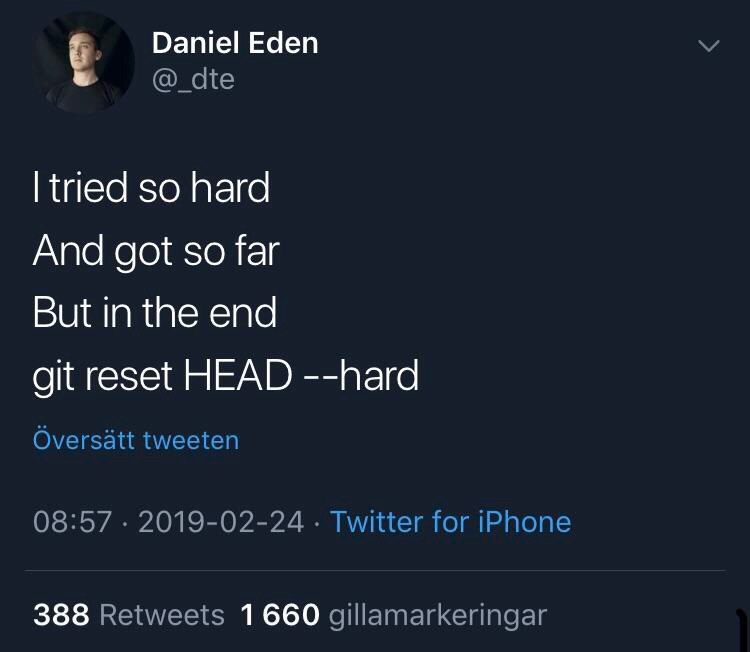 Daniel Eden
@_dte
I tried so hard
And got so far
But in the end
git reset HEAD --hard
Översätt tweeten
08:57 · 2019-02-24 · Twitter for iPhone
388 Retweets 1 660 gillamarkeringar